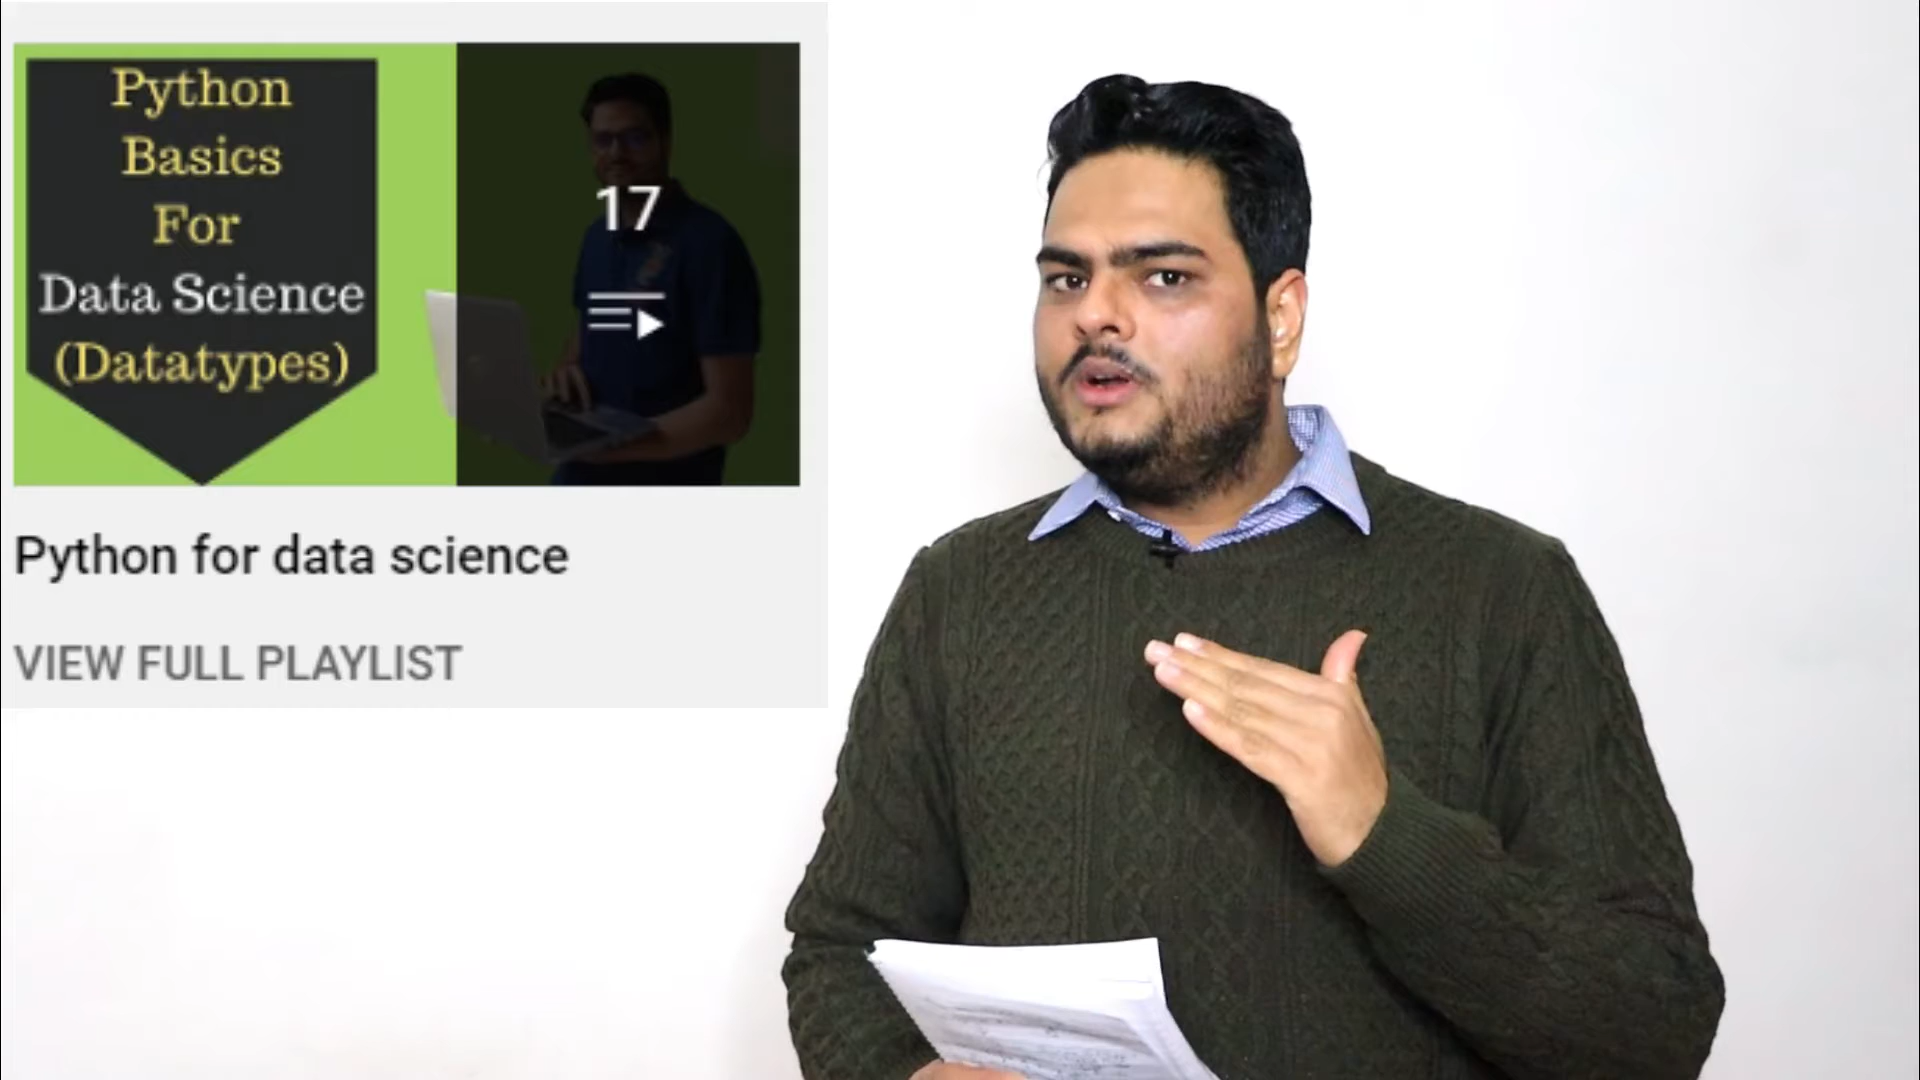 Python
Basics
For
Data Science
(Datatypes)
17
Python for data science
VIEW FULL PLAYLIST